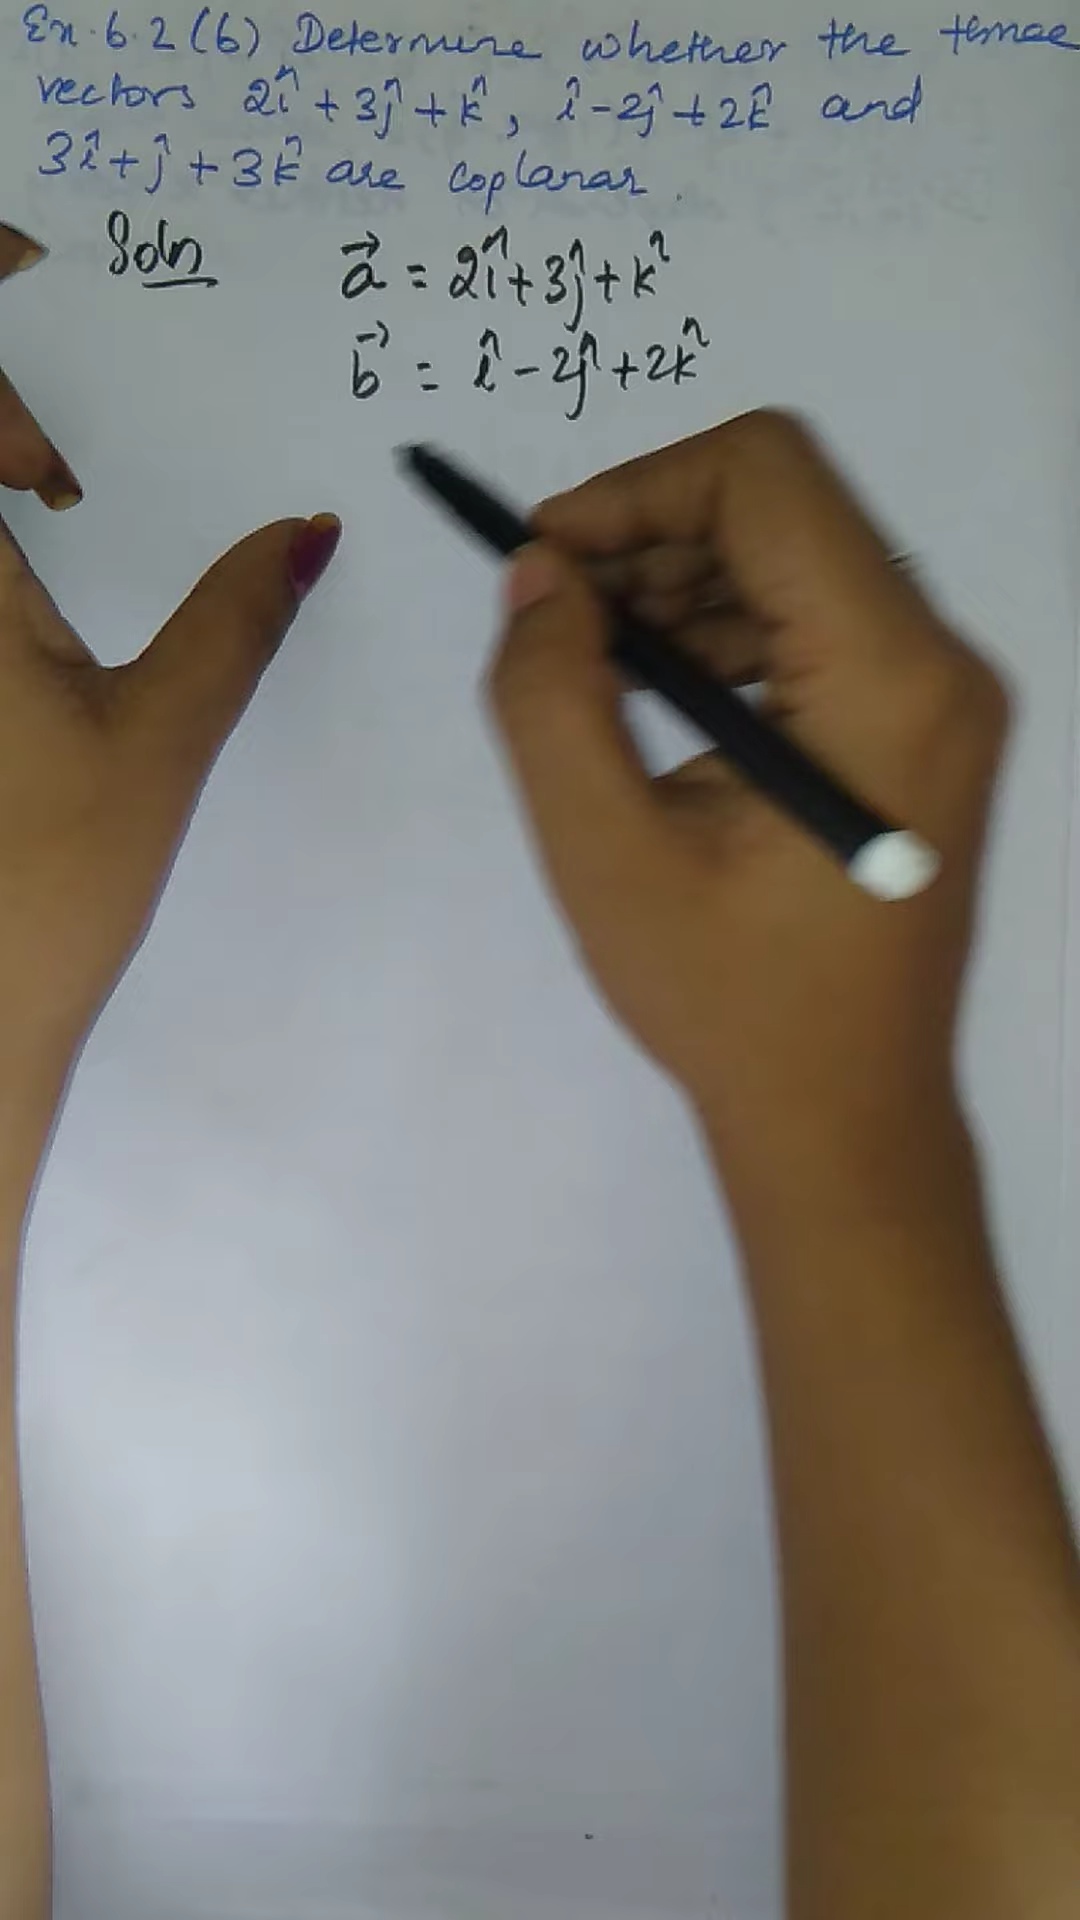 Ex.6.2(6) Determine whether the three
vectors 2î + 3ĵ + k̂, î - 2ĵ + 2k̂ and
3î + ĵ + 3k̂ are coplanar.
Soln a⃗ = 2î + 3ĵ + k̂
b⃗ = î - 2ĵ + 2k̂